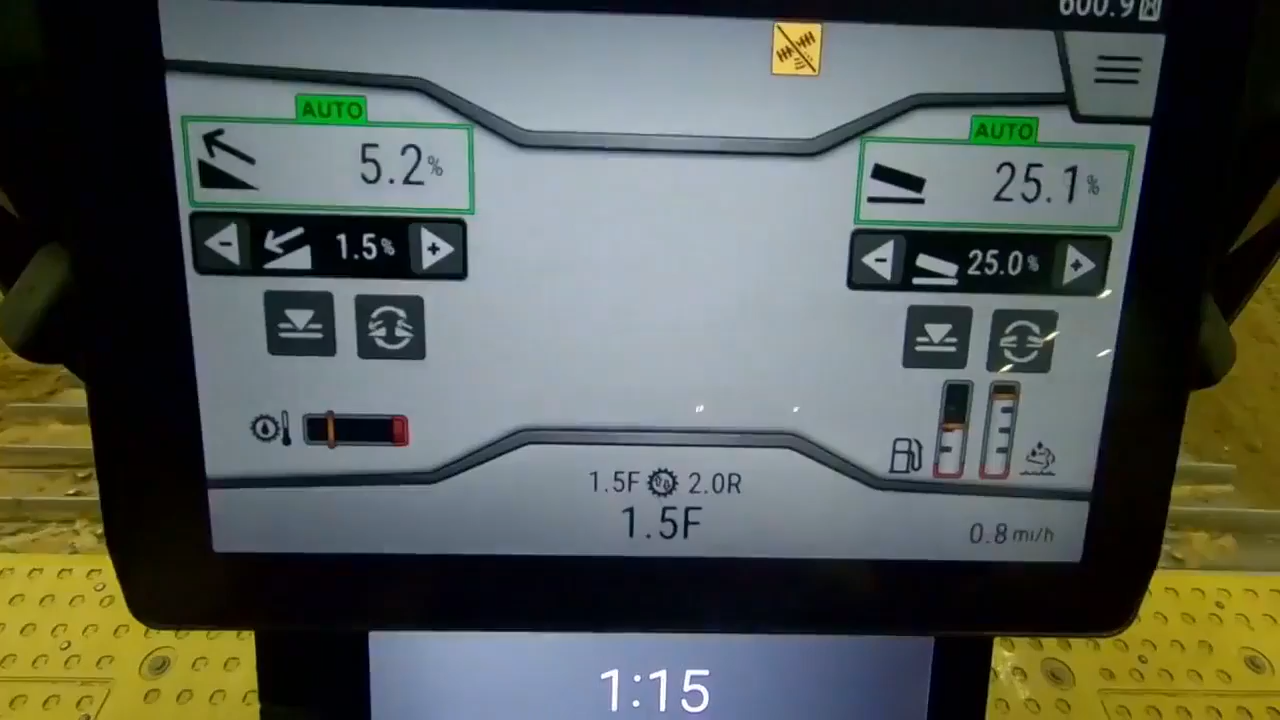 600.9
AUTO
5.2%
1.5%
AUTO
25.1%
25.0%
1.5F 2.0R
1.5F
0.8 mi/h
1:15